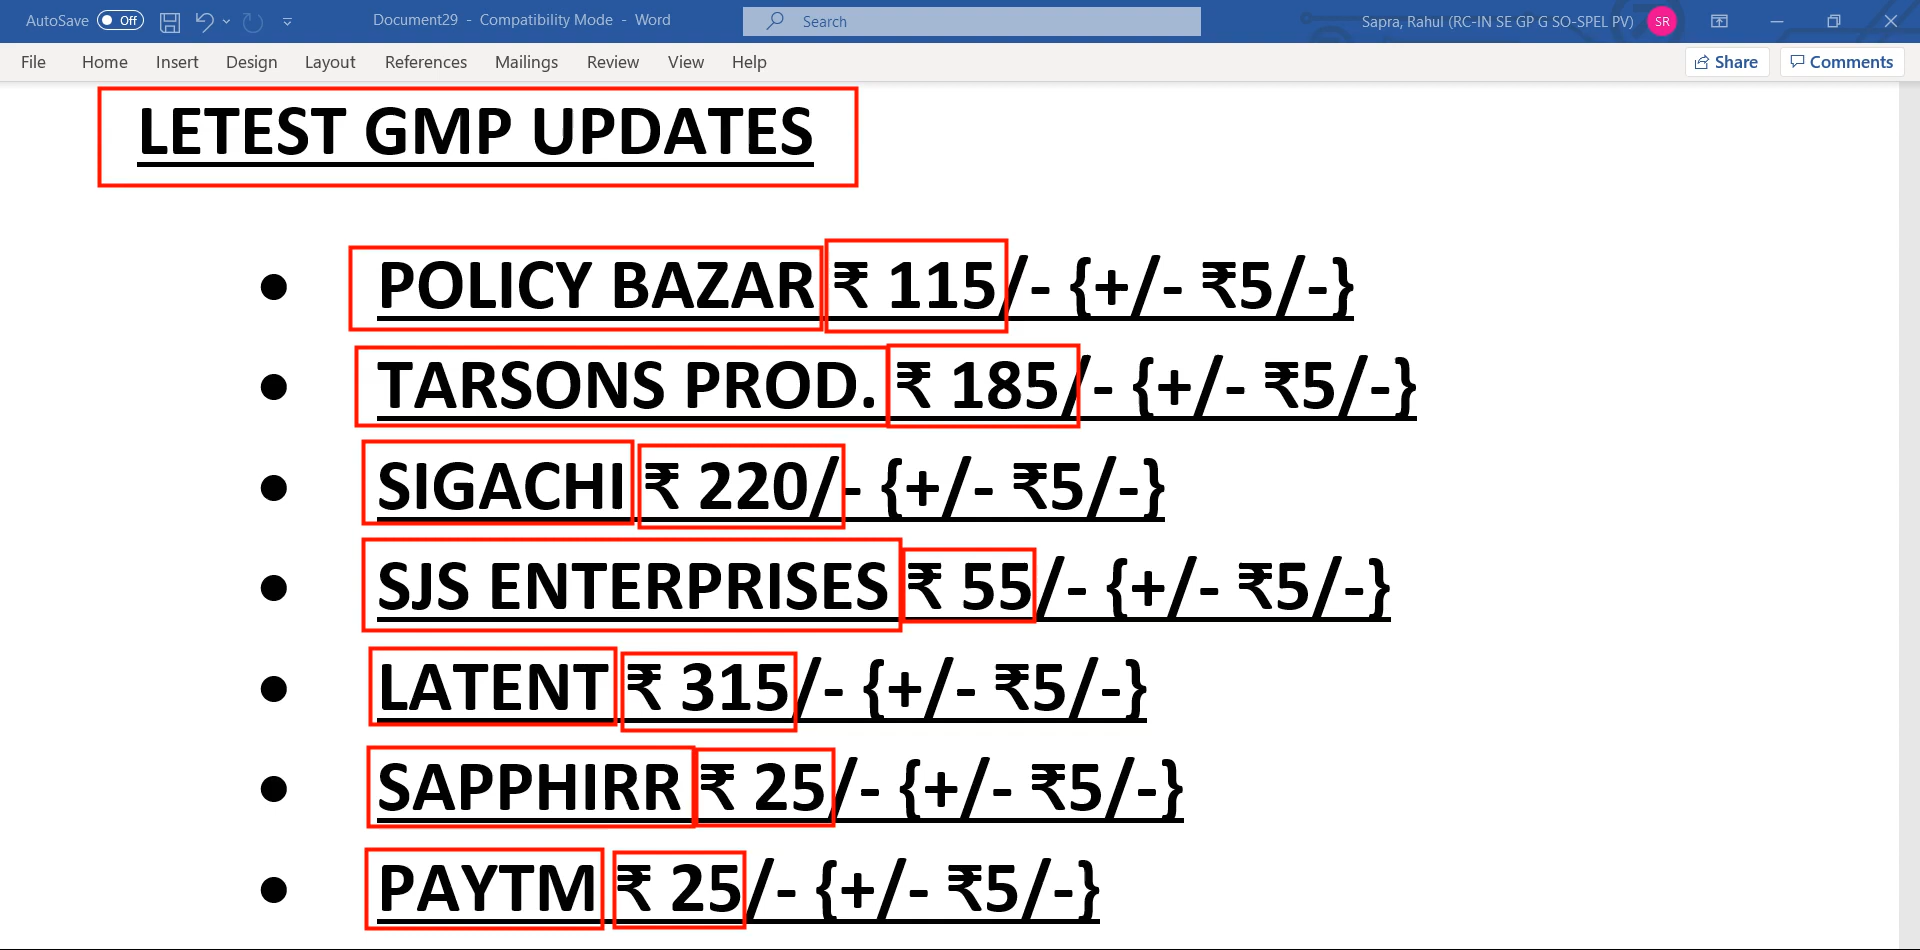 AutoSave Off Document29 - Compatibility Mode - Word Search Sapra, Rahul (RC-IN SE GP G SO-SPEL PV) SR
File Home Insert Design Layout References Mailings Review View Help Share Comments
LETEST GMP UPDATES
● POLICY BAZAR ₹ 115/- {+/- ₹5/-}
● TARSONS PROD. ₹ 185/- {+/- ₹5/-}
● SIGACHI ₹ 220/- {+/- ₹5/-}
● SJS ENTERPRISES ₹ 55/- {+/- ₹5/-}
● LATENT ₹ 315/- {+/- ₹5/-}
● SAPPHIRR ₹ 25/- {+/- ₹5/-}
● PAYTM ₹ 25/- {+/- ₹5/-}